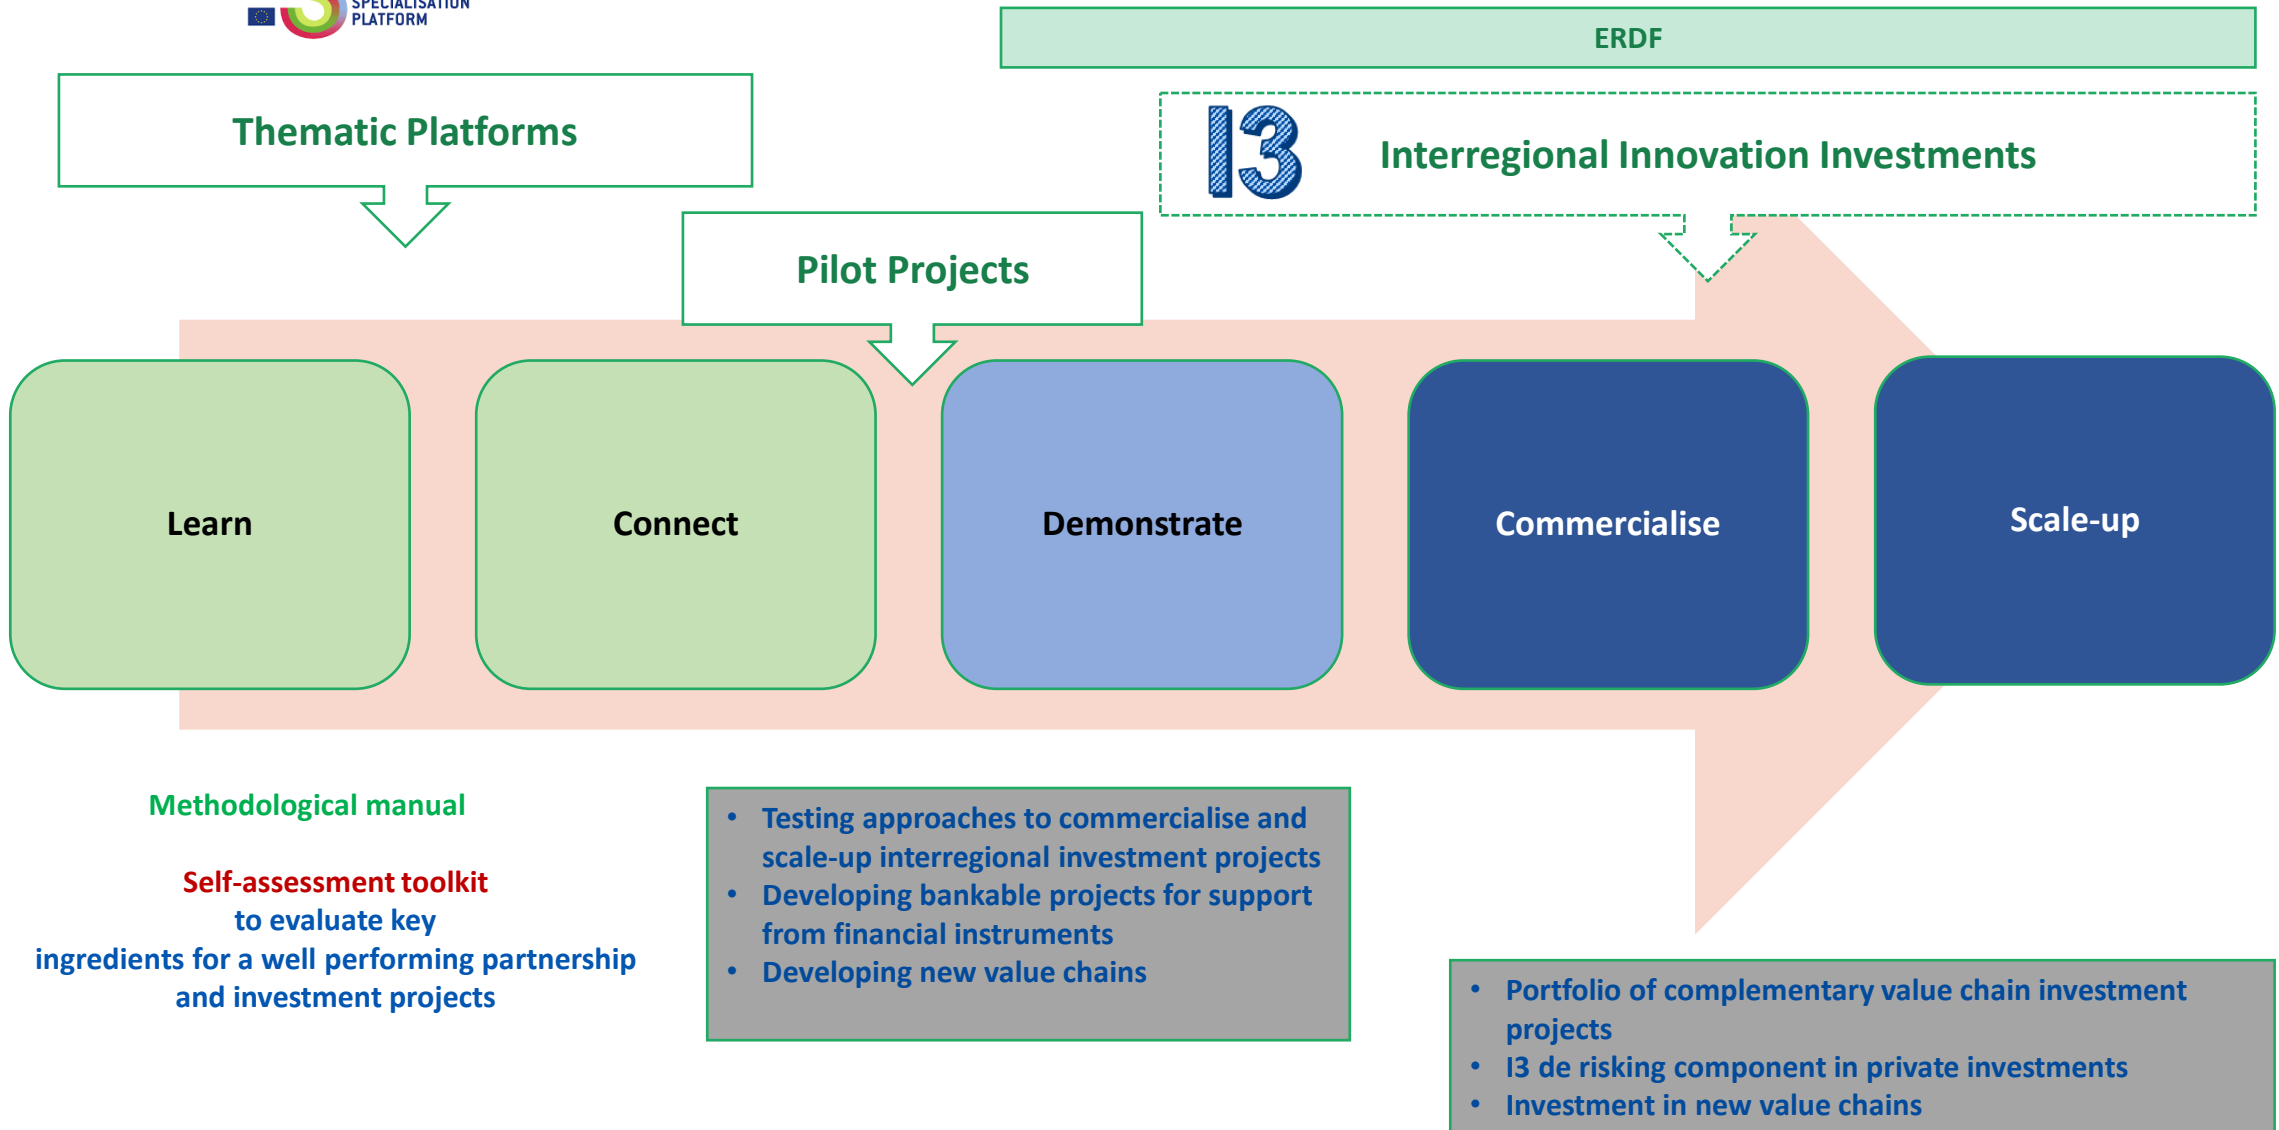 SPECIALISATION
PLATFORM
ERDF
Thematic Platforms
I3
Interregional Innovation Investments
Pilot Projects
Learn
Connect
Demonstrate
Commercialise
Scale-up
Methodological manual
Self-assessment toolkit
to evaluate key
ingredients for a well performing partnership
and investment projects
• Testing approaches to commercialise and
scale-up interregional investment projects
• Developing bankable projects for support
from financial instruments
• Developing new value chains
• Portfolio of complementary value chain investment
projects
• I3 de risking component in private investments
• Investment in new value chains